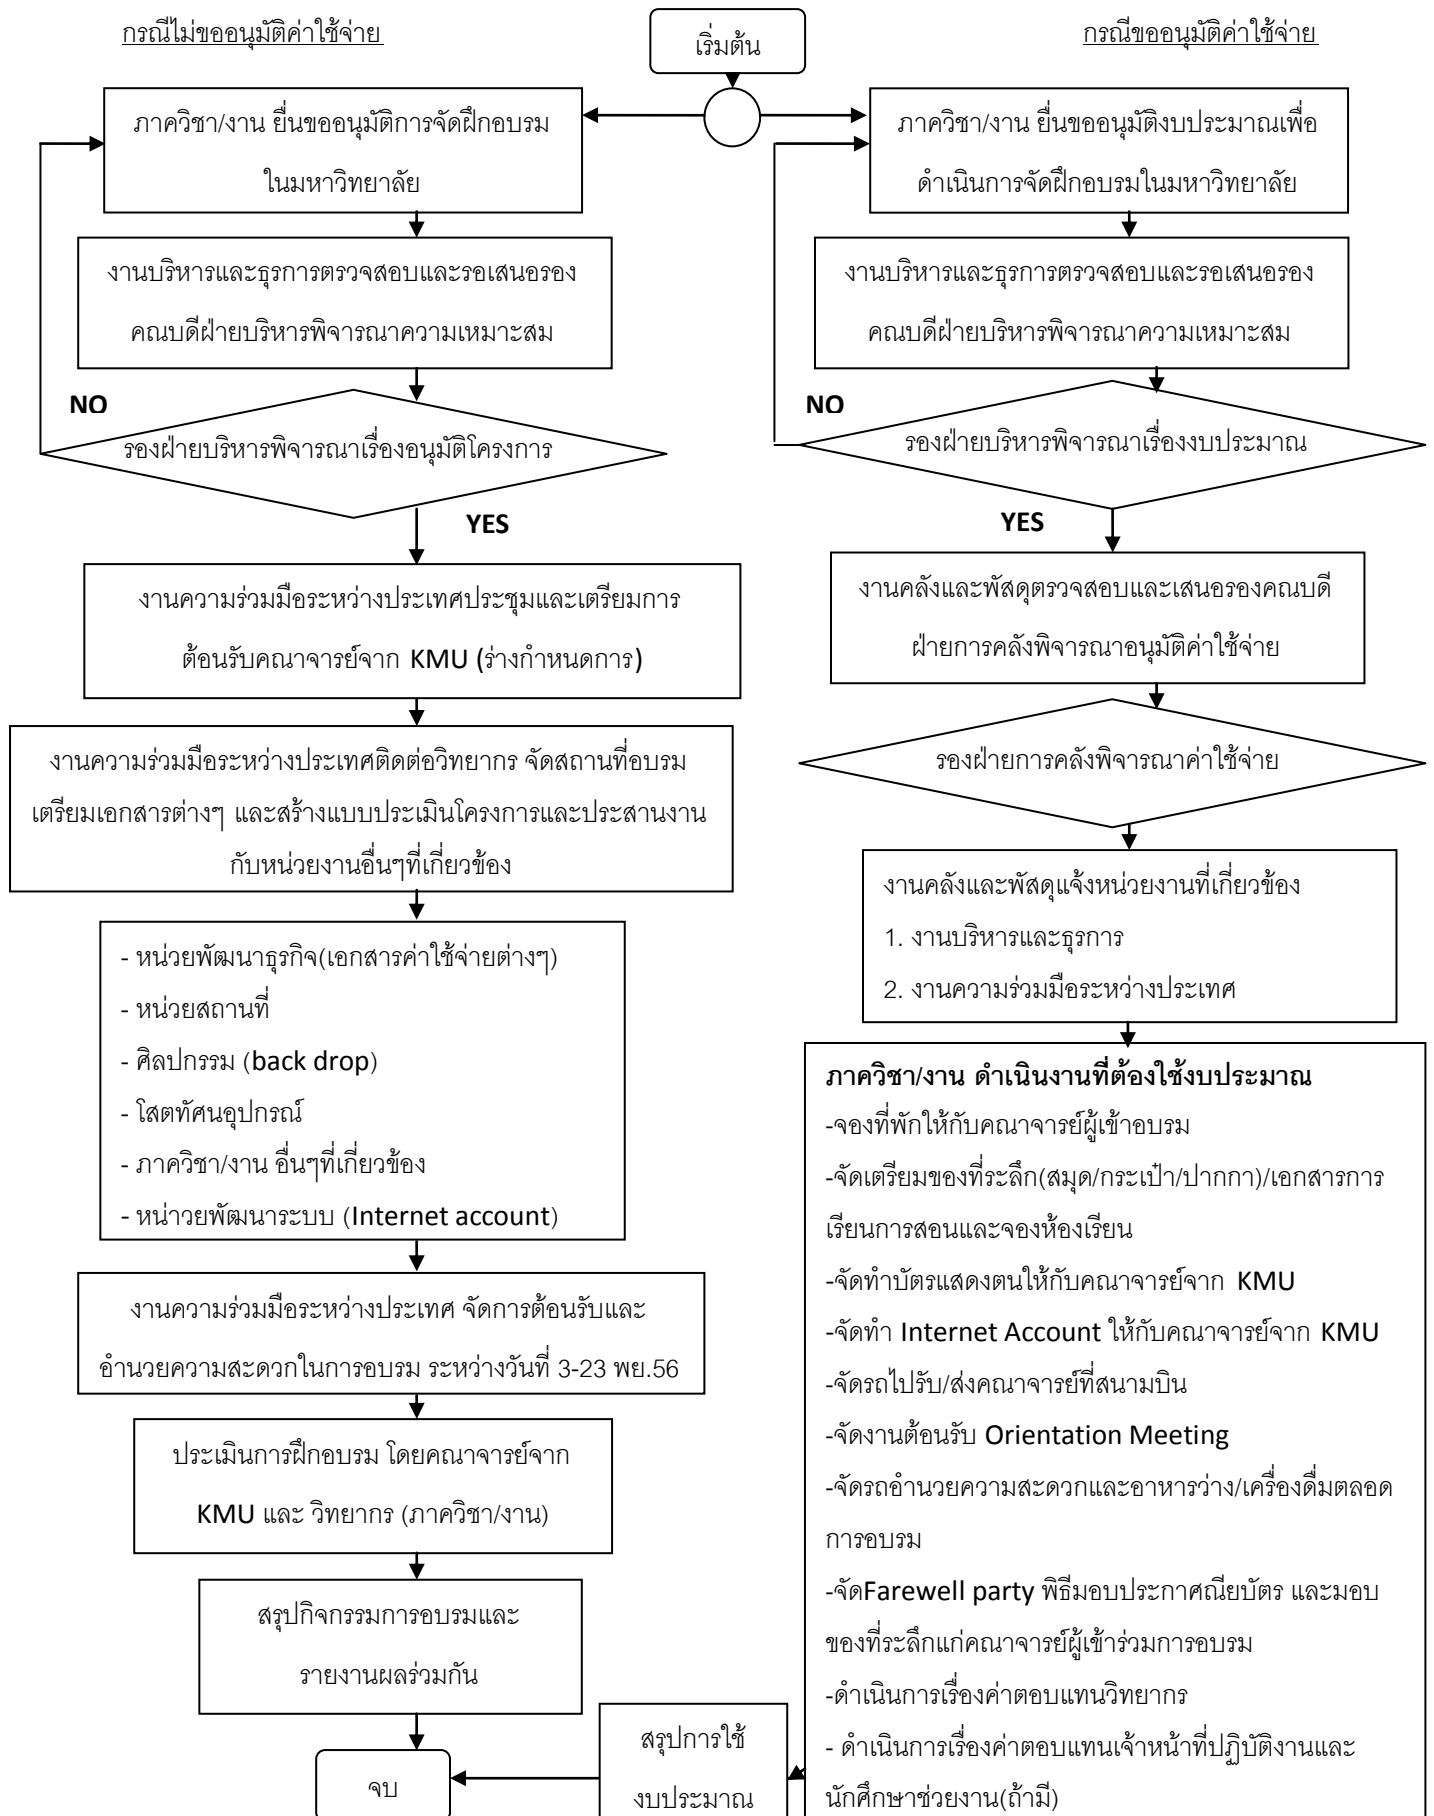 กรณีไม่ขออนุมัติค่าใช้จ่าย
เริ่มต้น
กรณีขออนุมัติค่าใช้จ่าย
ภาควิชา/งาน ยื่นขออนุมัติการจัดฝึกอบรม
ในมหาวิทยาลัย
งานบริหารและธุรการตรวจสอบและรอเสนอรอง
คณบดีฝ่ายบริหารพิจารณาความเหมาะสม
NO
รองฝ่ายบริหารพิจารณาเรื่องอนุมัติโครงการ
YES
งานความร่วมมือระหว่างประเทศประชุมและเตรียมการ
ต้อนรับคณาจารย์จาก KMU (ร่างกำหนดการ)
งานความร่วมมือระหว่างประเทศติดต่อวิทยากร จัดสถานที่อบรม
เตรียมเอกสารต่างๆ และสร้างแบบประเมินโครงการและประสานงาน
กับหน่วยงานอื่นๆที่เกี่ยวข้อง
- หน่วยพัฒนาธุรกิจ(เอกสารค่าใช้จ่ายต่างๆ)
- หน่วยสถานที่
- ศิลปกรรม (back drop)
- โสตทัศนอุปกรณ์
- ภาควิชา/งาน อื่นๆที่เกี่ยวข้อง
- หน่าวยพัฒนาระบบ (Internet account)
งานความร่วมมือระหว่างประเทศ จัดการต้อนรับและ
อำนวยความสะดวกในการอบรม ระหว่างวันที่ 3-23 พย.56
ประเมินการฝึกอบรม โดยคณาจารย์จาก
KMU และ วิทยากร (ภาควิชา/งาน)
สรุปกิจกรรมการอบรมและ
รายงานผลร่วมกัน
จบ
ภาควิชา/งาน ยื่นขออนุมัติงบประมาณเพื่อ
ดำเนินการจัดฝึกอบรมในมหาวิทยาลัย
งานบริหารและธุรการตรวจสอบและรอเสนอรอง
คณบดีฝ่ายบริหารพิจารณาความเหมาะสม
NO
รองฝ่ายบริหารพิจารณาเรื่องงบประมาณ
YES
งานคลังและพัสดุตรวจสอบและเสนอรองคณบดี
ฝ่ายการคลังพิจารณาอนุมัติค่าใช้จ่าย
รองฝ่ายการคลังพิจารณาค่าใช้จ่าย
งานคลังและพัสดุแจ้งหน่วยงานที่เกี่ยวข้อง
1. งานบริหารและธุรการ
2. งานความร่วมมือระหว่างประเทศ
ภาควิชา/งาน ดำเนินงานที่ต้องใช้งบประมาณ
-จองที่พักให้กับคณาจารย์ผู้เข้าอบรม
-จัดเตรียมของที่ระลึก(สมุด/กระเป๋า/ปากกา)/เอกสารการ
เรียนการสอนและจองห้องเรียน
-จัดทำบัตรแสดงตนให้กับคณาจารย์จาก KMU
-จัดทำ Internet Account ให้กับคณาจารย์จาก KMU
-จัดรถไปรับ/ส่งคณาจารย์ที่สนามบิน
-จัดงานต้อนรับ Orientation Meeting
-จัดรถอำนวยความสะดวกและอาหารว่าง/เครื่องดื่มตลอด
การอบรม
-จัดFarewell party พิธีมอบประกาศณียบัตร และมอบ
ของที่ระลึกแก่คณาจารย์ผู้เข้าร่วมการอบรม
-ดำเนินการเรื่องค่าตอบแทนวิทยากร
- ดำเนินการเรื่องค่าตอบแทนเจ้าหน้าที่ปฏิบัติงานและ
นักศึกษาช่วยงาน(ถ้ามี)
สรุปการใช้
งบประมาณ